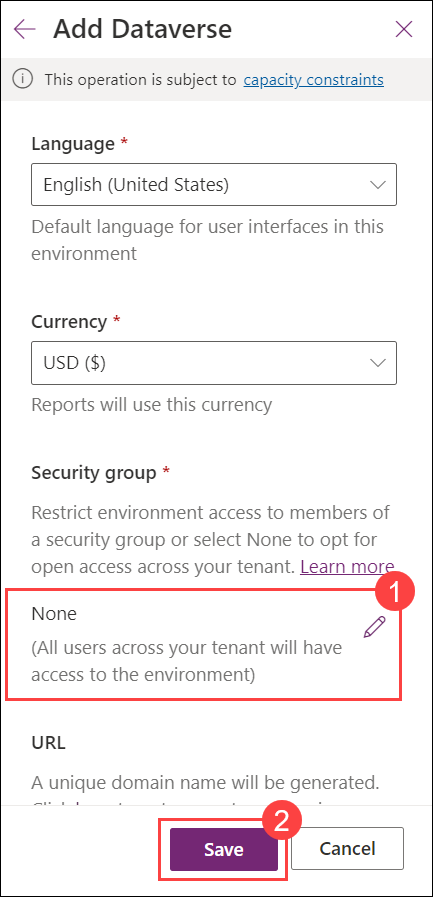 Add Dataverse
This operation is subject to capacity constraints
Language *
English (United States)
Default language for user interfaces in this
environment
Currency *
USD ($)
Reports will use this currency
Security group *
Restrict environment access to members of
a security group or select None to opt for
open access across your tenant. Learn more
1
None
(All users across your tenant will have
access to the environment)
URL
A unique domain name will be generated.
2
Save
Cancel